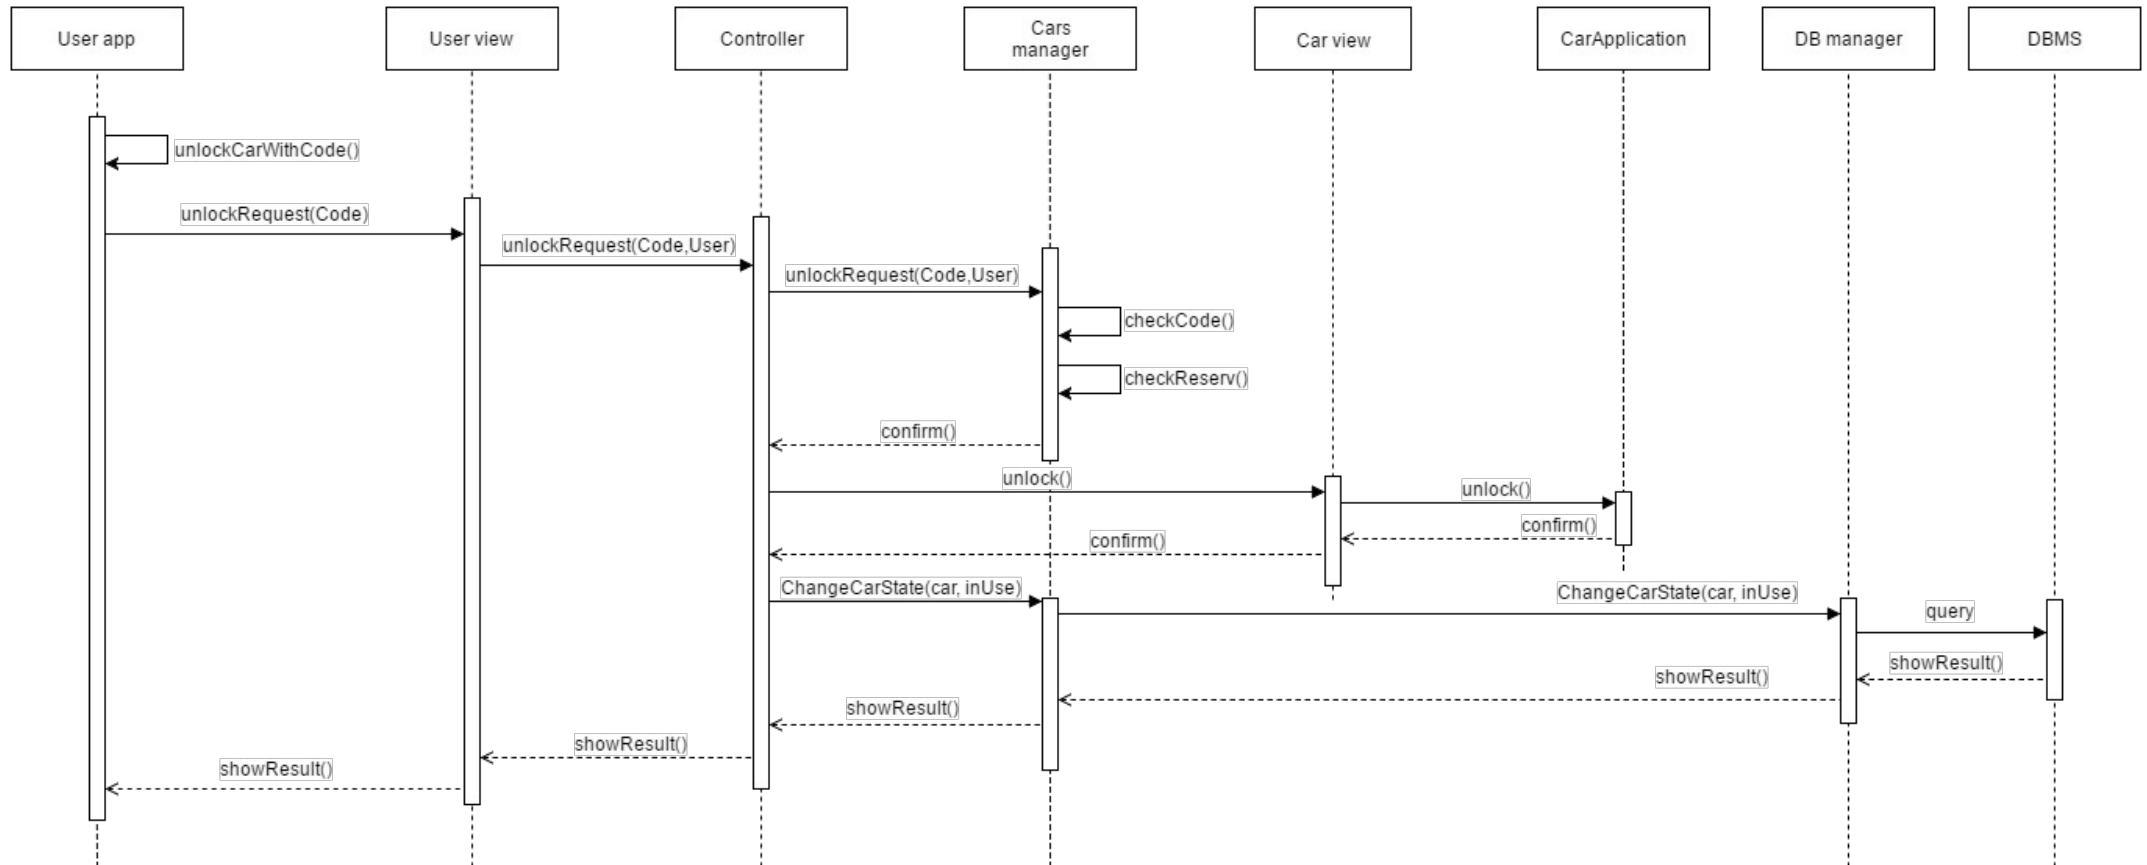 User app
User view
Controller
Cars
manager
Car view
CarApplication
DB manager
DBMS
unlockCarWithCode()
unlockRequest(Code)
unlockRequest(Code,User)
unlockRequest(Code,User)
checkCode()
checkReserv()
confirm()
unlock()
unlock()
confirm()
confirm()
ChangeCarState(car, inUse)
ChangeCarState(car, inUse)
query
showResult()
showResult()
showResult()
showResult()
showResult()